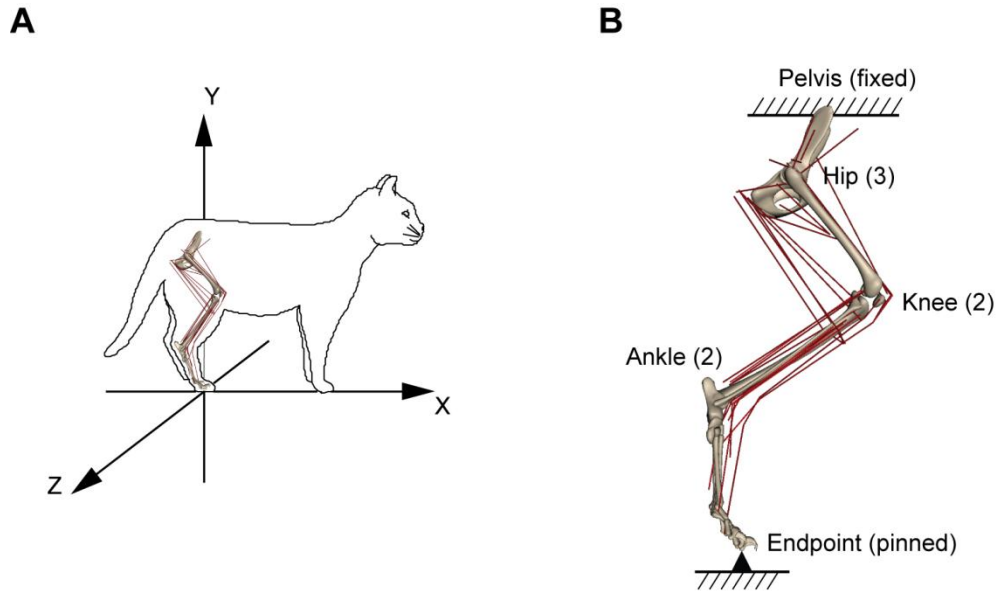 A
B
Y
X
Z
Pelvis (fixed)
Hip (3)
Knee (2)
Ankle (2)
Endpoint (pinned)